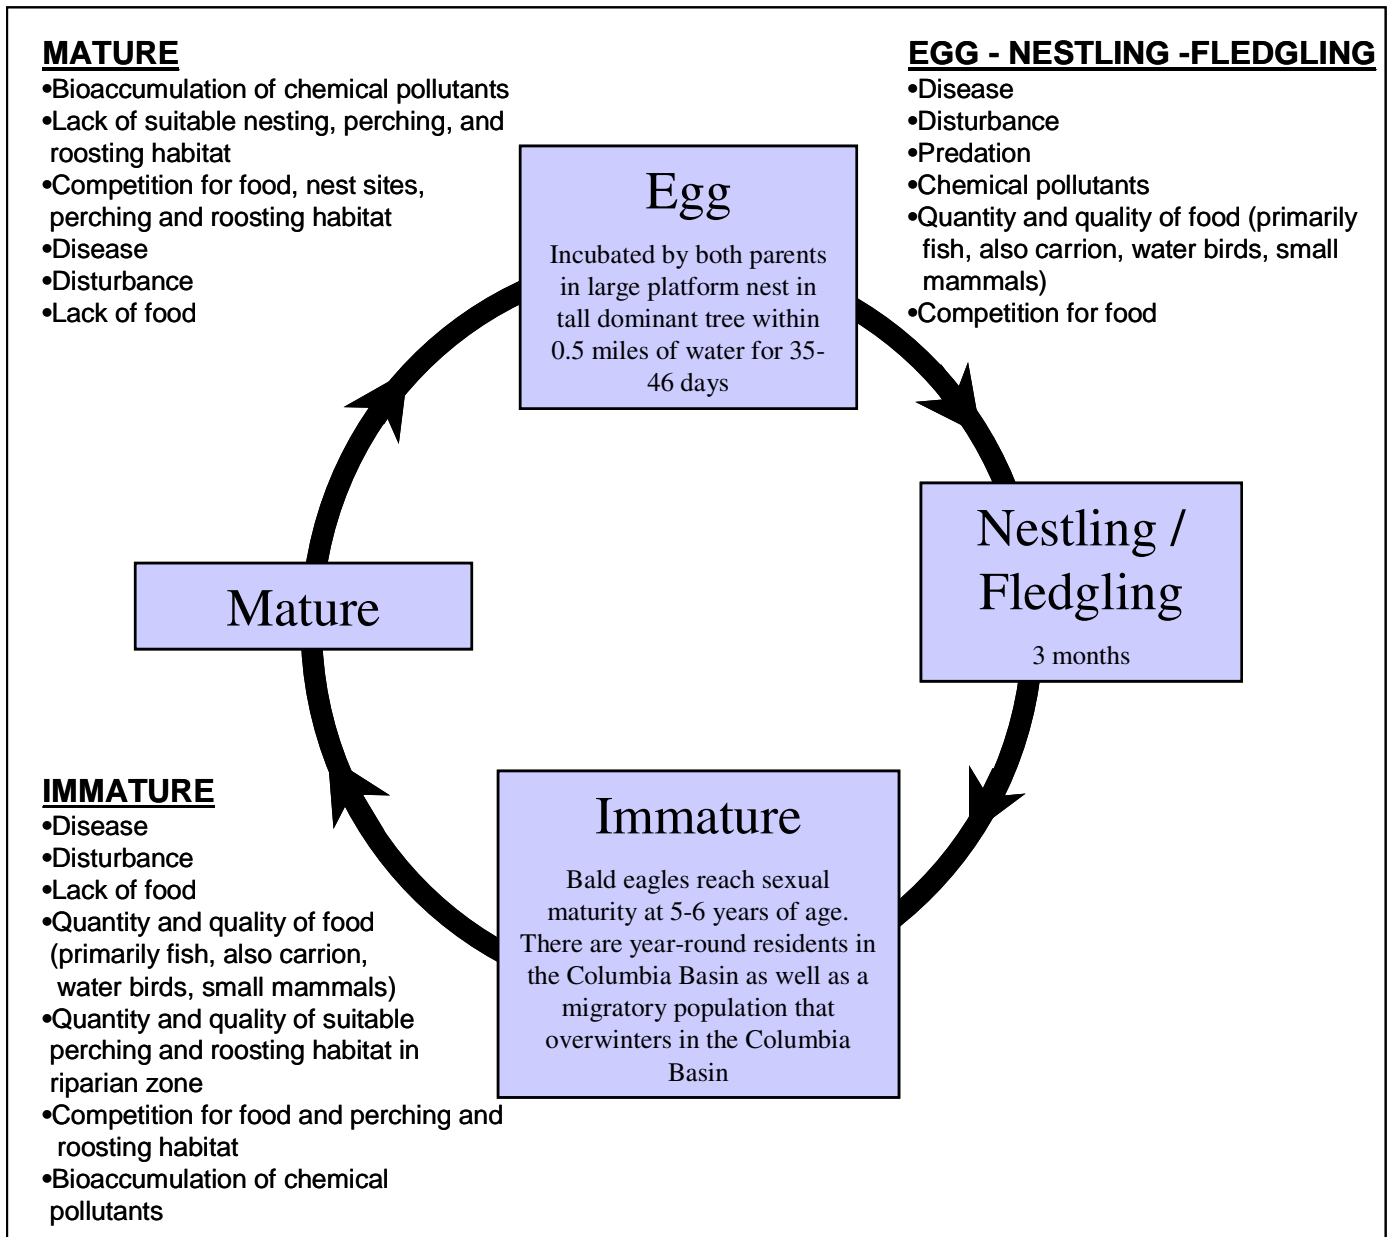 MATURE
•Bioaccumulation of chemical pollutants
•Lack of suitable nesting, perching, and
roosting habitat
•Competition for food, nest sites,
perching and roosting habitat
•Disease
•Disturbance
•Lack of food
EGG - NESTLING -FLEDGLING
•Disease
•Disturbance
•Predation
•Chemical pollutants
•Quantity and quality of food (primarily
fish, also carrion, water birds, small
mammals)
•Competition for food
Egg
Incubated by both parents
in large platform nest in
tall dominant tree within
0.5 miles of water for 35-
46 days
Nestling /
Fledgling
3 months
Mature
IMMATURE
•Disease
•Disturbance
•Lack of food
•Quantity and quality of food
(primarily fish, also carrion,
water birds, small mammals)
•Quantity and quality of suitable
perching and roosting habitat in
riparian zone
•Competition for food and perching and
roosting habitat
•Bioaccumulation of chemical
pollutants
Immature
Bald eagles reach sexual
maturity at 5-6 years of age.
There are year-round residents in
the Columbia Basin as well as a
migratory population that
overwinters in the Columbia
Basin